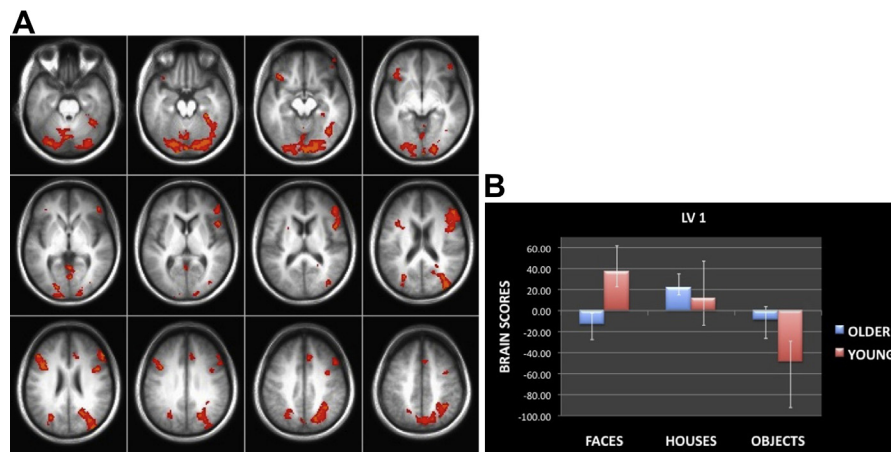 A
B
LV 1
BRAIN SCORES
60.00
40.00
20.00
0.00
-20.00
-40.00
-60.00
-80.00
-100.00
FACES HOUSES OBJECTS
OLDER
YOUNG